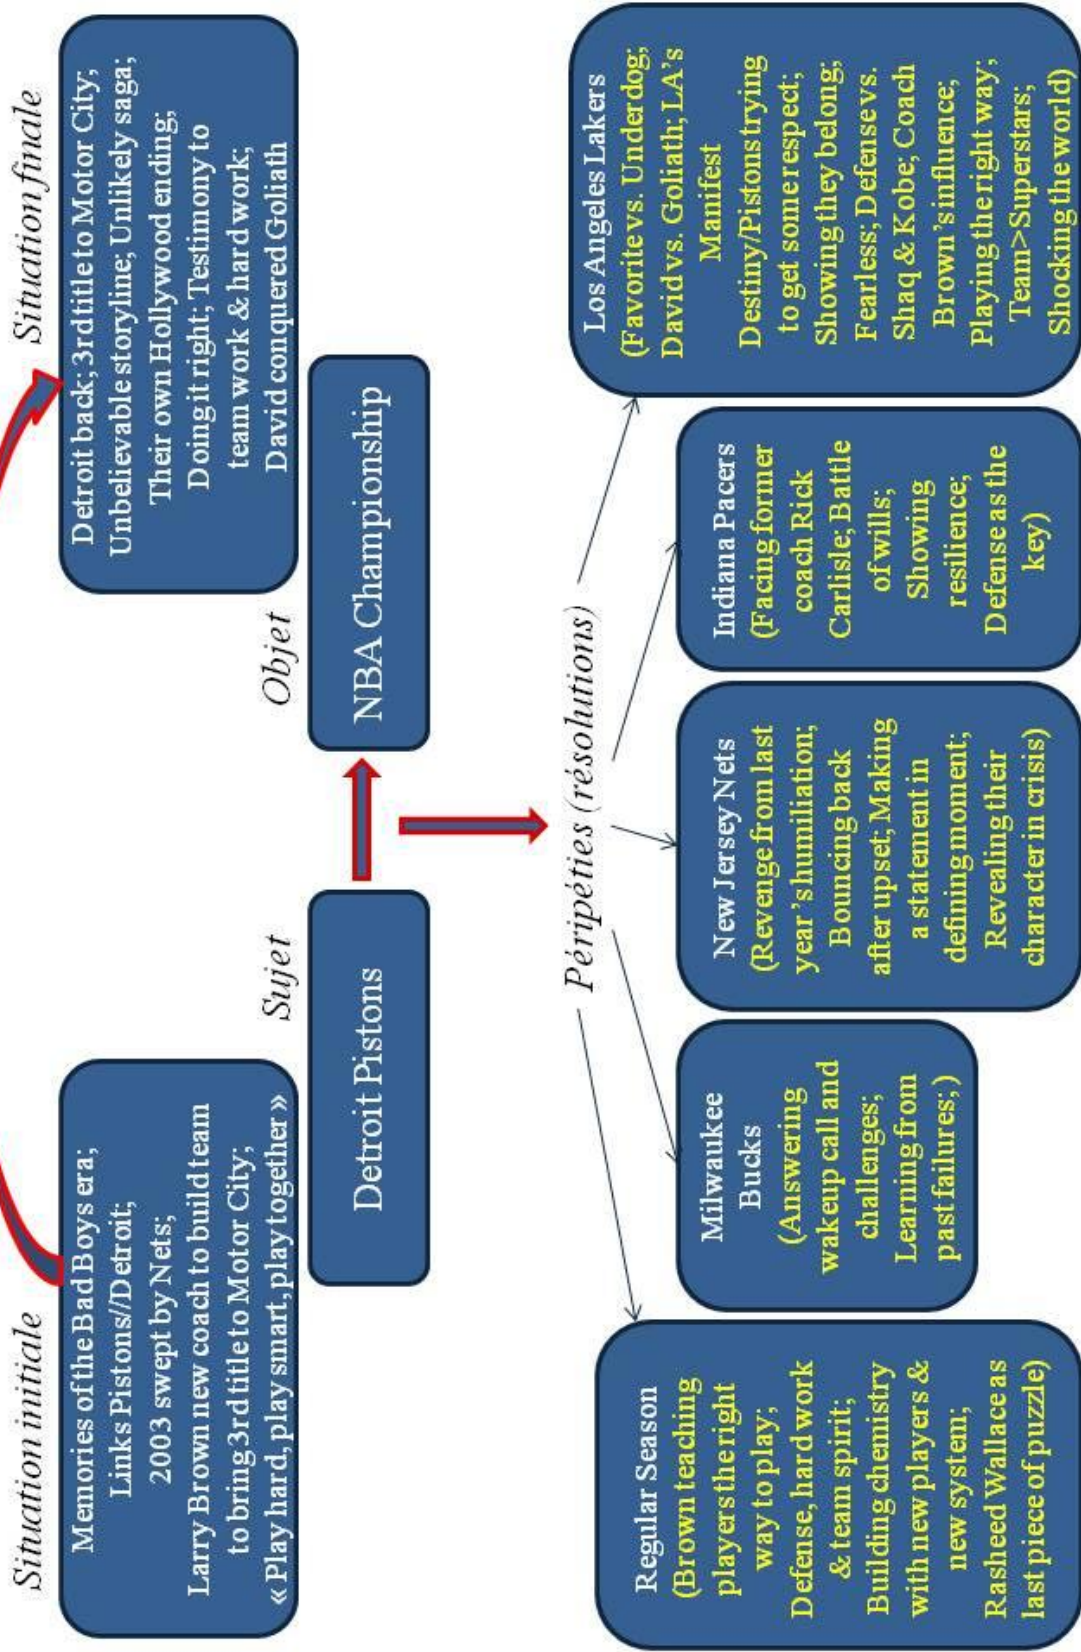 Situation initiale
Memories of the Bad Boys era;
Links Pistons//Detroit;
2003 swept by Nets;
Larry Brown new coach to build team
to bring 3rd title to Motor City;
« Play hard, play smart, play together »
Situation finale
Detroit back; 3rd title to Motor City;
Unbelievable storyline; Unlikely saga;
Their own Hollywood ending;
Doing it right; Testimony to
team work & hard work;
David conquered Goliath
Sujet
Detroit Pistons
Objet
NBA Championship
Péripéties (résolutions)
Regular Season
(Brown teaching
players the right
way to play;
Defense, hard work
& team spirit;
Building chemistry
with new players &
new system;
Rasheed Wallace as
last piece of puzzle)
Milwaukee
Bucks
(Answering
wakeup call and
challenges;
Learning from
past failures;)
New Jersey Nets
(Revenge from last
year's humiliation;
Bouncing back
after upset; Making
a statement in
defining moment;
Revealing their
character in crisis)
Indiana Pacers
(Facing former
coach Rick
Carlisle; Battle
of wills;
Showing
resilience;
Defense as the
key)
Los Angeles Lakers
(Favorite vs. Underdog;
David vs. Goliath; LA's
Manifest
Destiny/Pistons trying
to get some respect;
Showing they belong;
Fearless; Defense vs.
Shaq & Kobe; Coach
Brown's influence;
Playing the right way;
Team>Superstars;
Shocking the world)